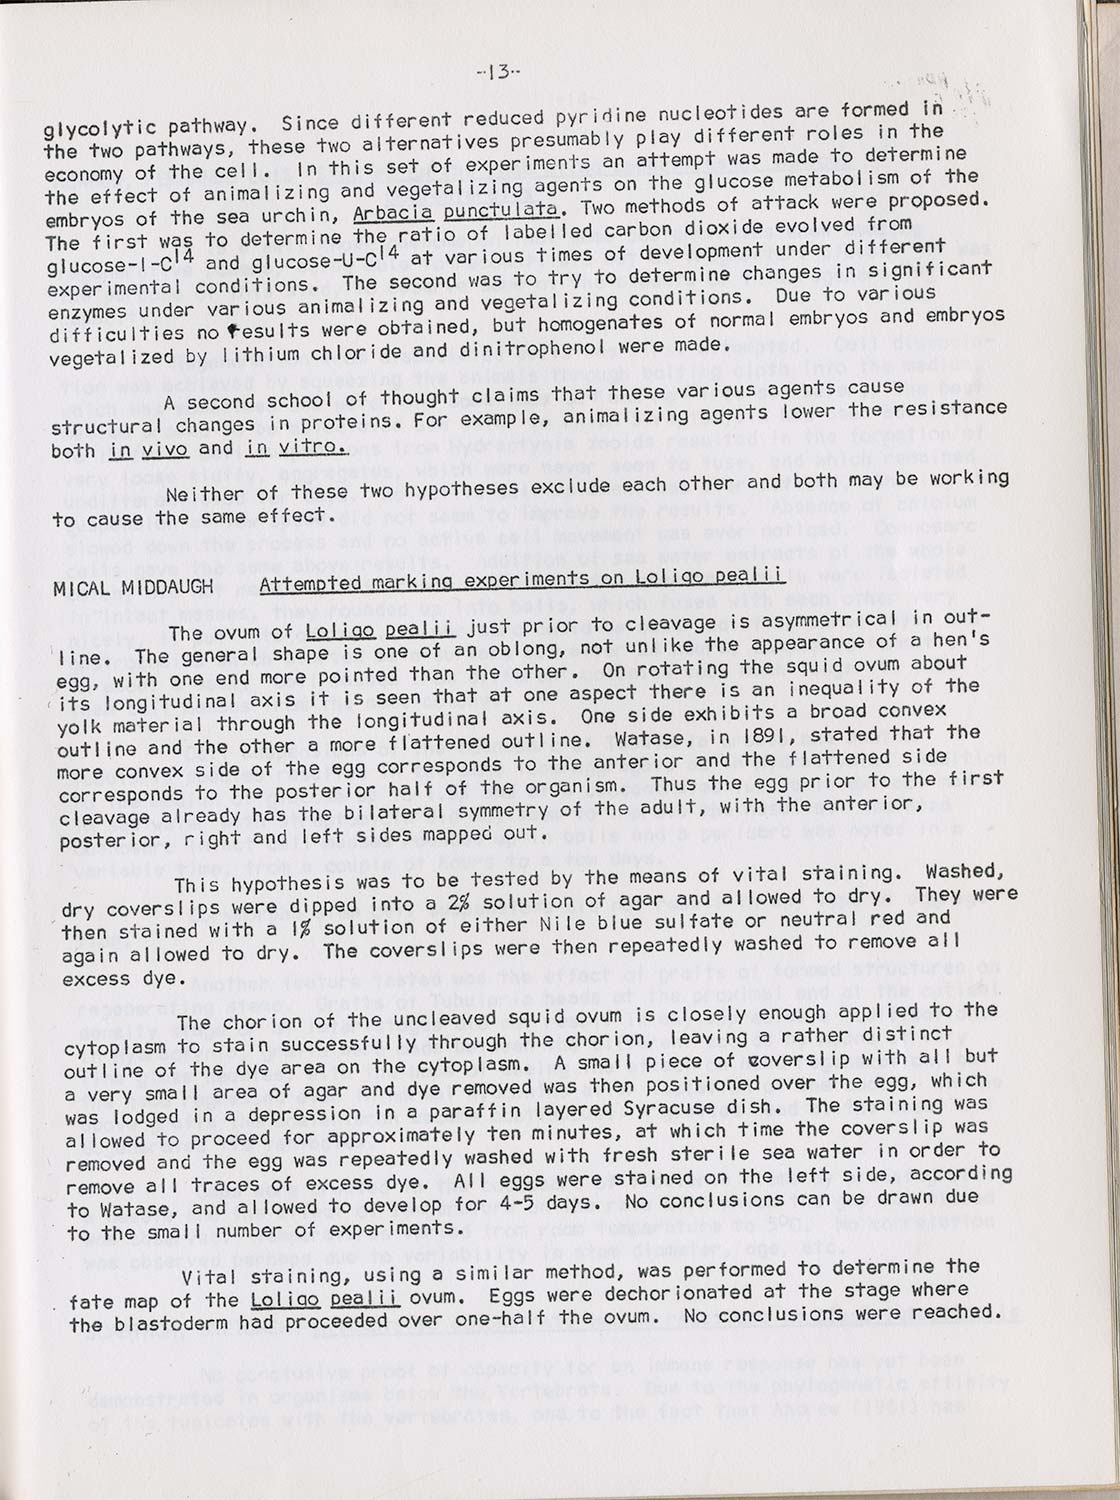 --13--
glycolytic pathway. Since different reduced pyridine nucleotides are formed in
the two pathways, these two alternatives presumably play different roles in the
economy of the cell. In this set of experiments an attempt was made to determine
the effect of animalizing and vegetalizing agents on the glucose metabolism of the
embryos of the sea urchin, Arbacia punctulata. Two methods of attack were proposed.
The first was to determine the ratio of labelled carbon dioxide evolved from
glucose-1-C14 and glucose-U-C14 at various times of development under different
experimental conditions. The second was to try to determine changes in significant
enzymes under various animalizing and vegetalizing conditions. Due to various
difficulties no results were obtained, but homogenates of normal embryos and embryos
vegetalized by lithium chloride and dinitrophenol were made.
A second school of thought claims that these various agents cause
structural changes in proteins. For example, animalizing agents lower the resistance
both in vivo and in vitro.
Neither of these two hypotheses exclude each other and both may be working
to cause the same effect.
MICAL MIDDAUGH Attempted marking experiments on Loligo pealii
The ovum of Loligo pealii just prior to cleavage is asymmetrical in out-
line. The general shape is one of an oblong, not unlike the appearance of a hen's
egg, with one end more pointed than the other. On rotating the squid ovum about
its longitudinal axis it is seen that at one aspect there is an inequality of the
yolk material through the longitudinal axis. One side exhibits a broad convex
outline and the other a more flattened outline. Watase, in 1891, stated that the
more convex side of the egg corresponds to the anterior and the flattened side
corresponds to the posterior half of the organism. Thus the egg prior to the first
cleavage already has the bilateral symmetry of the adult, with the anterior,
posterior, right and left sides mapped out.
This hypothesis was to be tested by the means of vital staining. Washed,
dry coverslips were dipped into a 2% solution of agar and allowed to dry. They were
then stained with a 1% solution of either Nile blue sulfate or neutral red and
again allowed to dry. The coverslips were then repeatedly washed to remove all
excess dye.
The chorion of the uncleaved squid ovum is closely enough applied to the
cytoplasm to stain successfully through the chorion, leaving a rather distinct
outline of the dye area on the cytoplasm. A small piece of coverslip with all but
a very small area of agar and dye removed was then positioned over the egg, which
was lodged in a depression in a paraffin layered Syracuse dish. The staining was
allowed to proceed for approximately ten minutes, at which time the coverslip was
removed and the egg was repeatedly washed with fresh sterile sea water in order to
remove all traces of excess dye. All eggs were stained on the left side, according
to Watase, and allowed to develop for 4-5 days. No conclusions can be drawn due
to the small number of experiments.
Vital staining, using a similar method, was performed to determine the
fate map of the Loligo pealii ovum. Eggs were dechorionated at the stage where
the blastoderm had proceeded over one-half the ovum. No conclusions were reached.